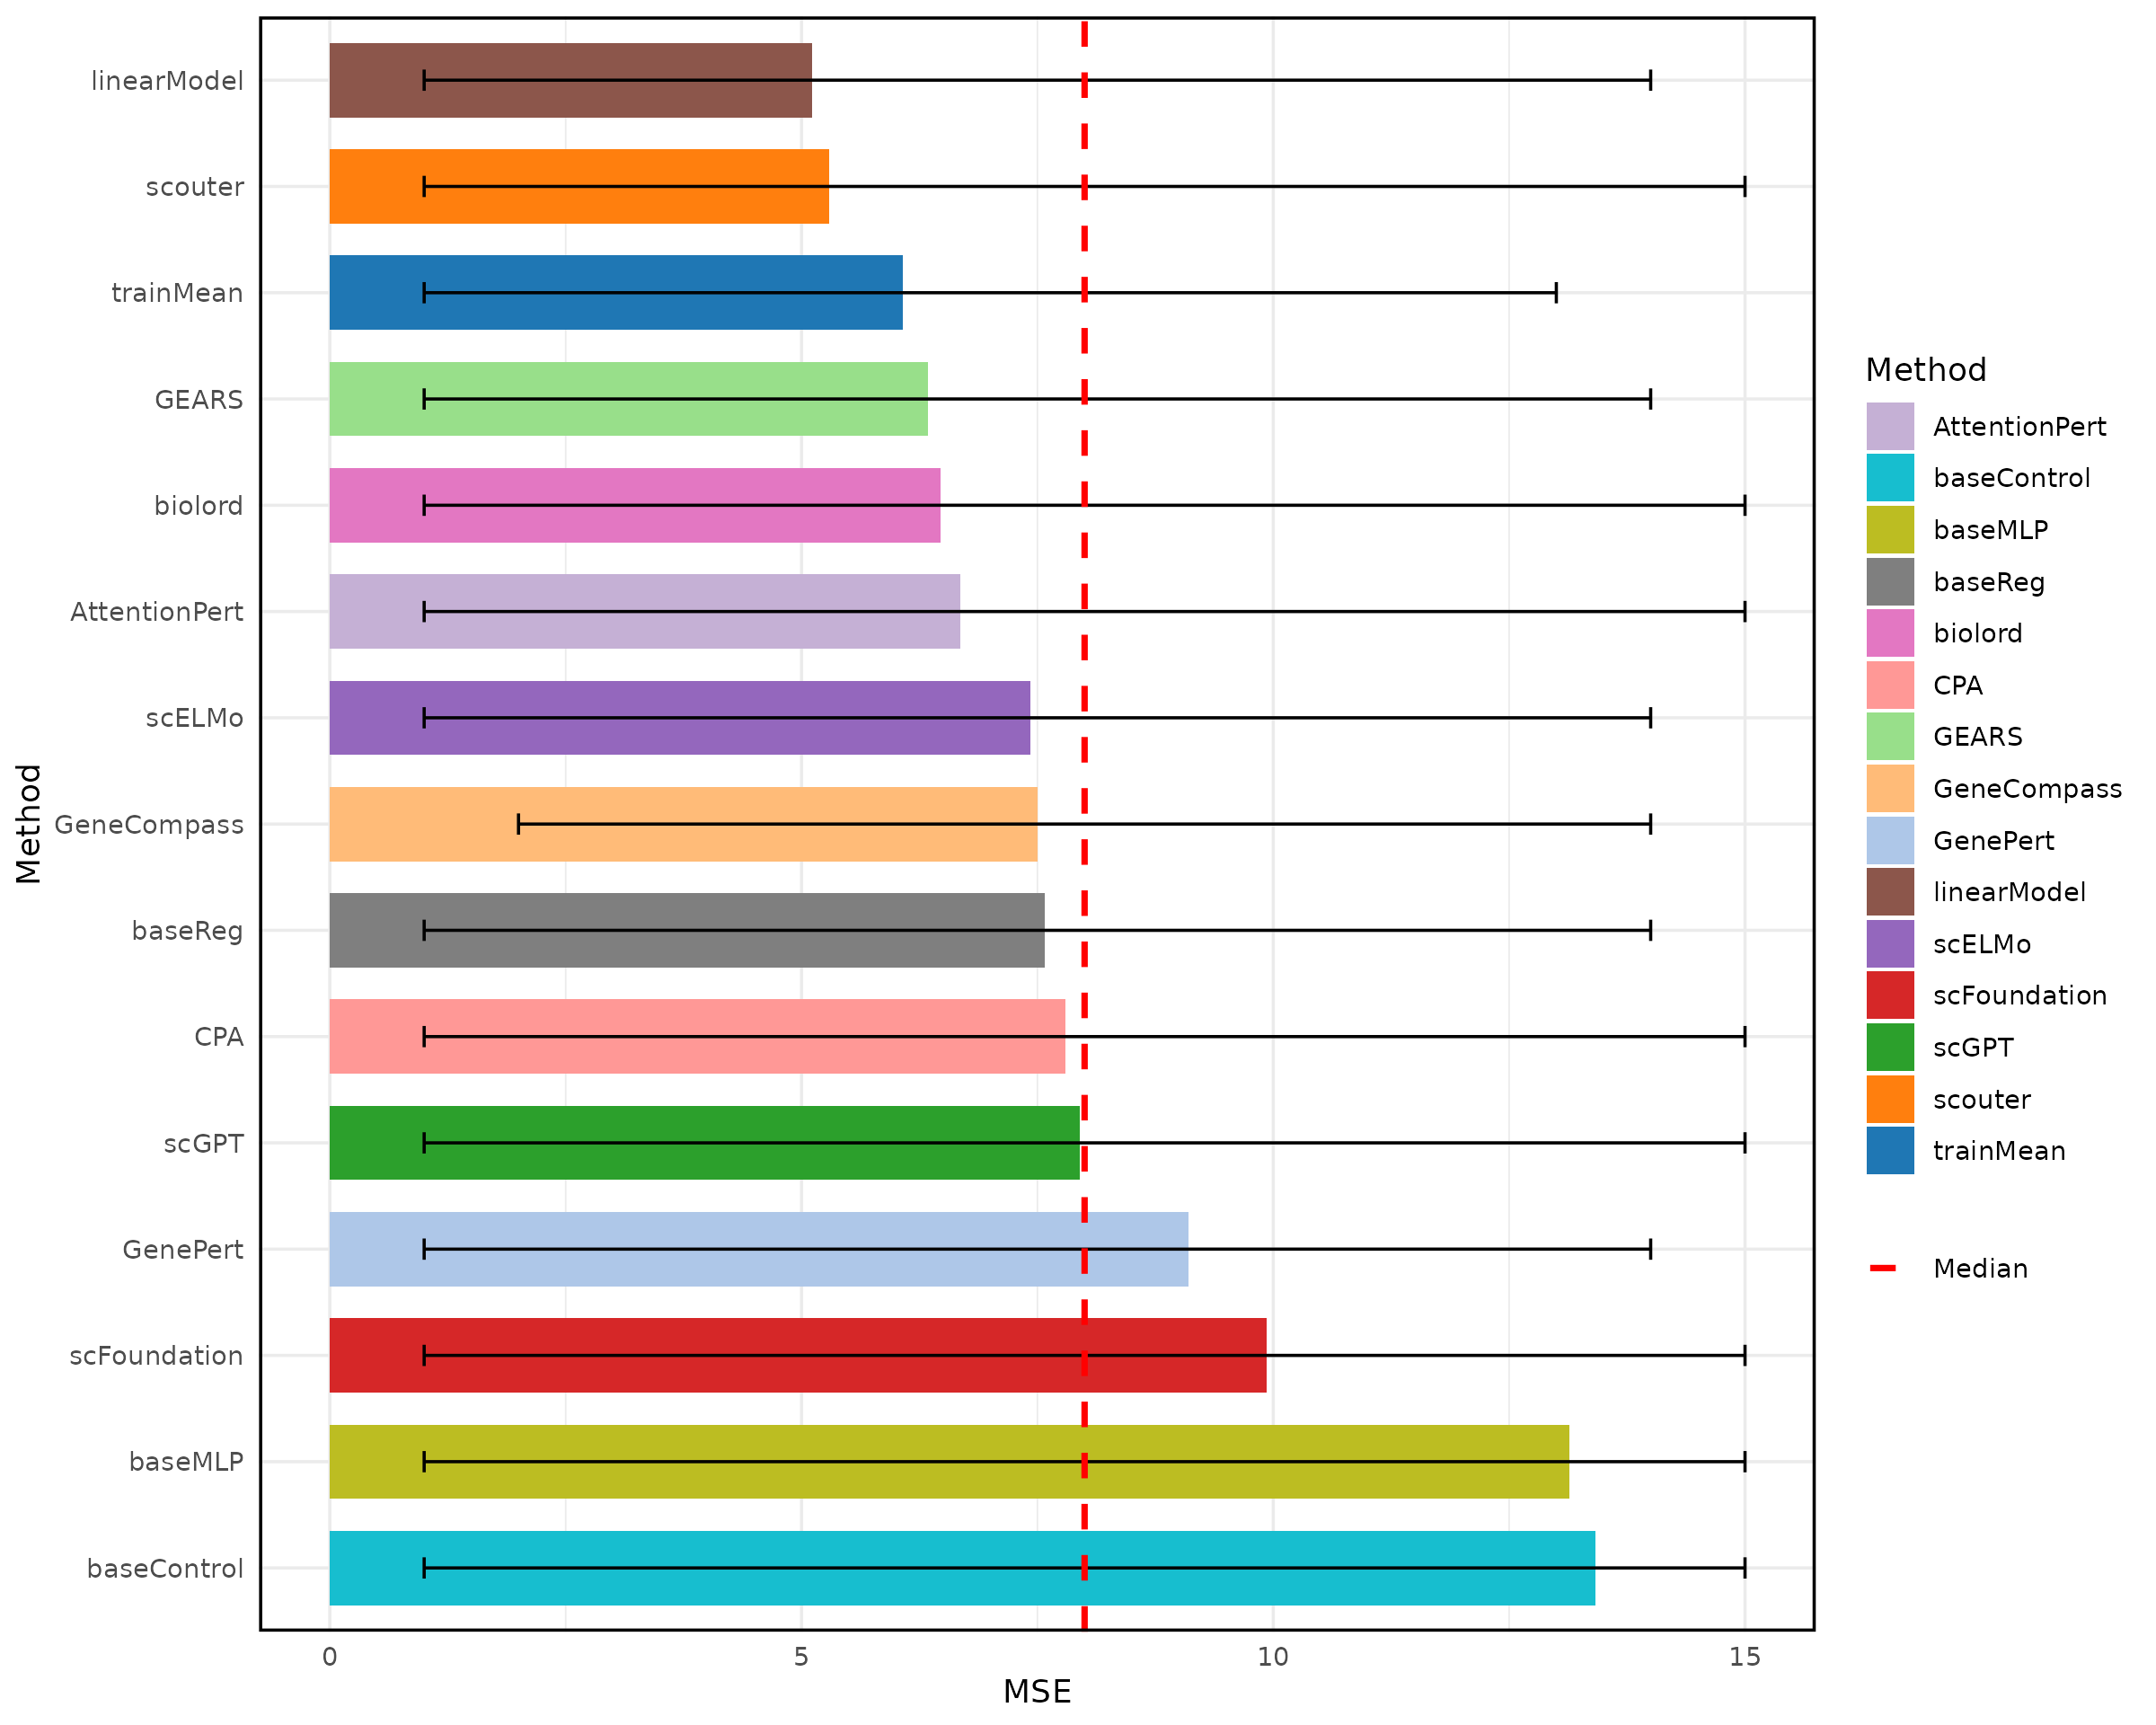 linearModel
scouter
trainMean
GEARS
biolord
AttentionPert
scELMo
GeneCompass
baseReg
CPA
scGPT
GenePert
scFoundation
baseMLP
baseControl
Method
0 5 10 15
MSE
Method
AttentionPert
baseControl
baseMLP
baseReg
biolord
CPA
GEARS
GeneCompass
GenePert
linearModel
scELMo
scFoundation
scGPT
scouter
trainMean
Median